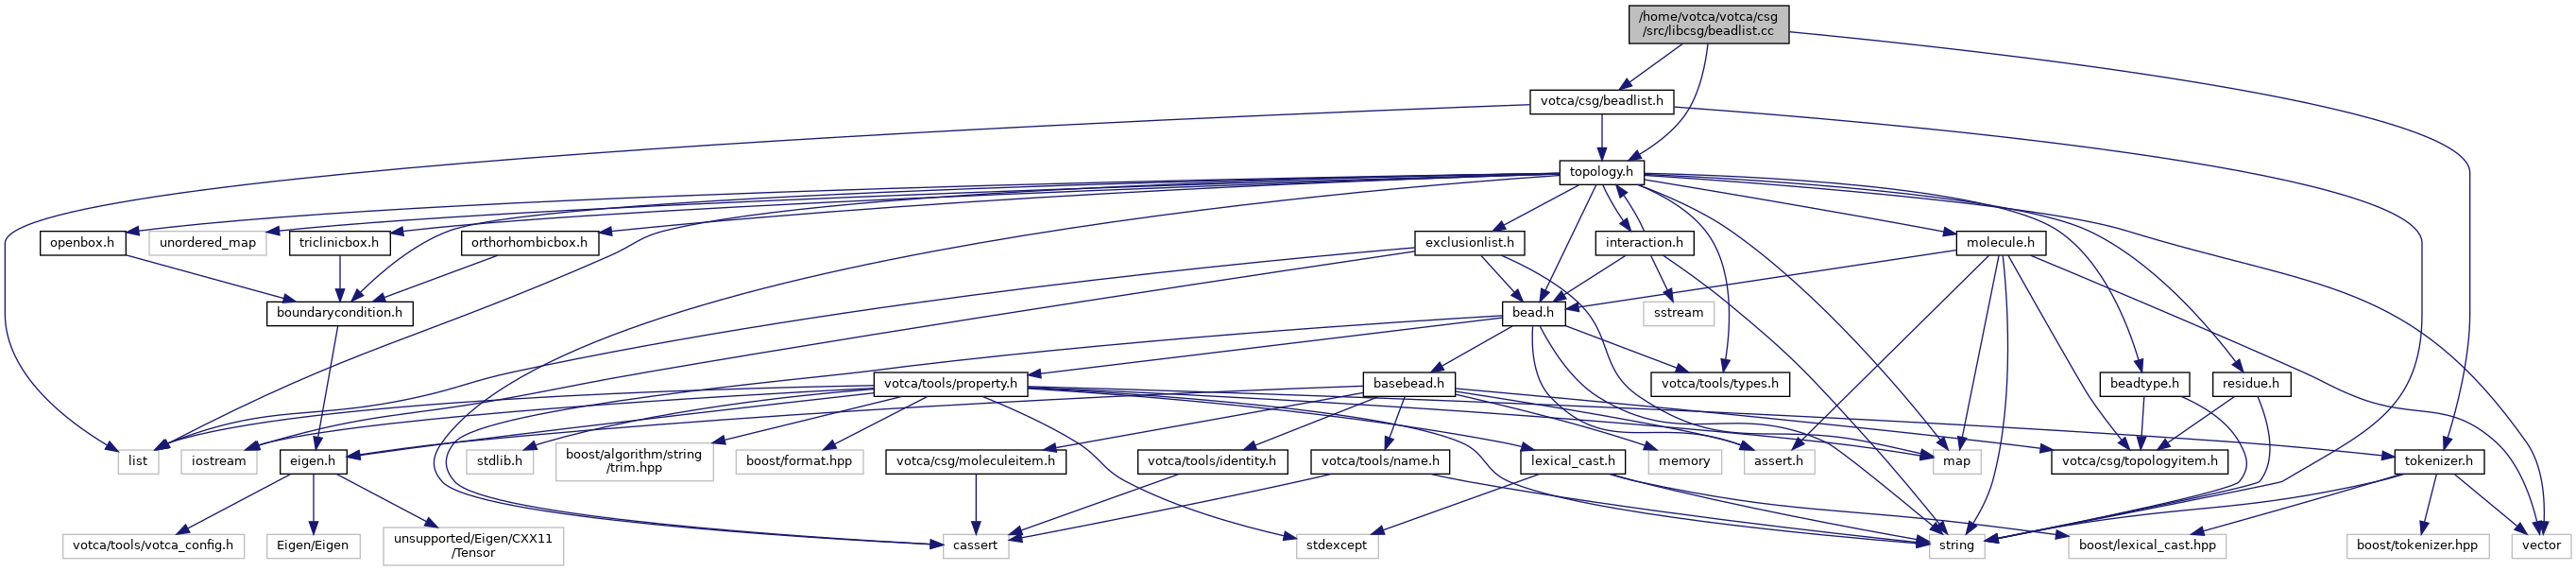 /home/votca/votca/csg
/src/libcsg/beadlist.cc
votca/csg/beadlist.h
topology.h
openbox.h
unordered_map
triclinicbox.h
orthorhombicbox.h
exclusionlist.h
interaction.h
molecule.h
boundarycondition.h
bead.h
sstream
votca/tools/property.h
basebead.h
votca/tools/types.h
beadtype.h
residue.h
list
iostream
eigen.h
stdlib.h
boost/algorithm/string
/trim.hpp
boost/format.hpp
votca/csg/moleculeitem.h
votca/tools/identity.h
votca/tools/name.h
lexical_cast.h
memory
assert.h
map
votca/csg/topologyitem.h
tokenizer.h
votca/tools/votca_config.h
Eigen/Eigen
unsupported/Eigen/CXX11
/Tensor
cassert
stdexcept
string
boost/lexical_cast.hpp
boost/tokenizer.hpp
vector